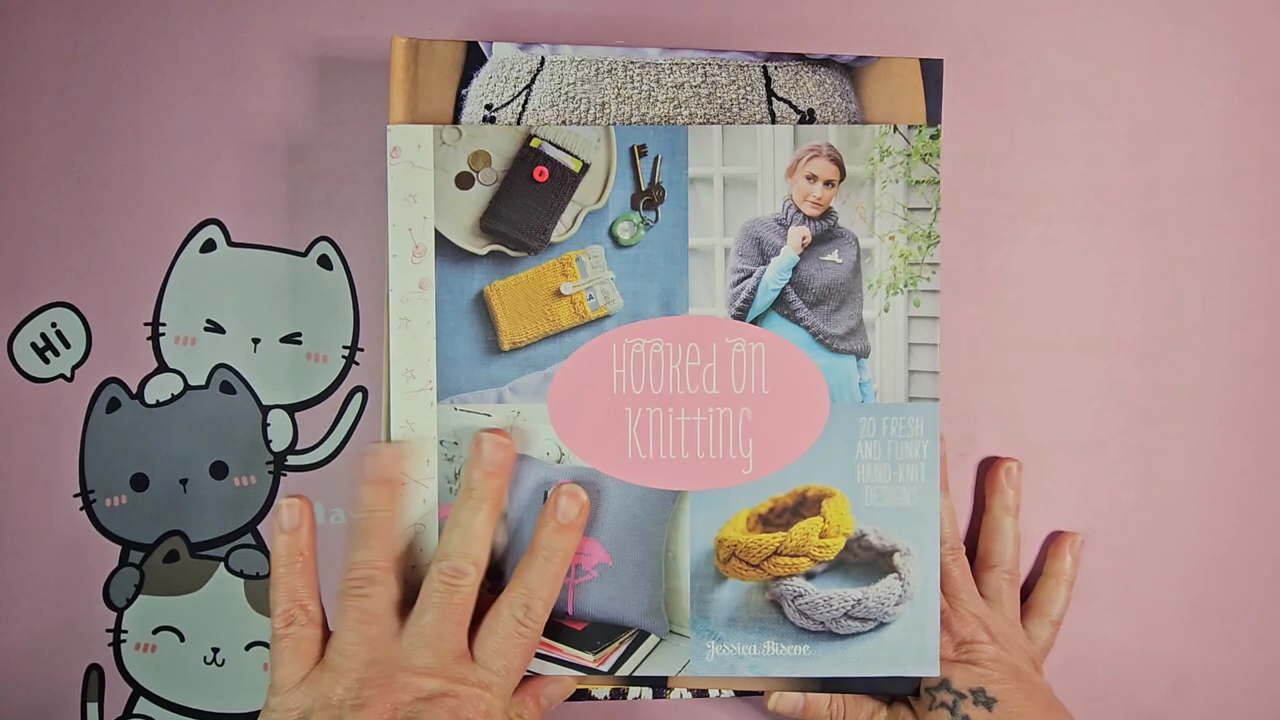 Hi
HOOKed ON
KNITTING
20 FRESH
AND FUNKY
HAND-KNIT
DESIGNS
Jessica Biscoe